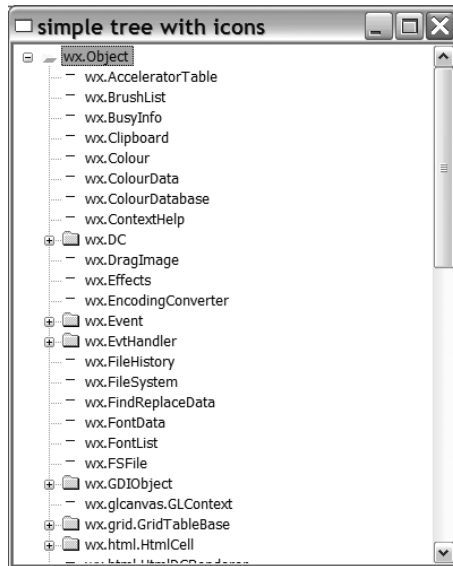 simple tree with icons
wx.Object
wx.AcceleratorTable
wx.BrushList
wx.BusyInfo
wx.Clipboard
wx.Colour
wx.ColourData
wx.ColourDatabase
wx.ContextHelp
wx.DC
wx.DragImage
wx.Effects
wx.EncodingConverter
wx.Event
wx.EvtHandler
wx.FileHistory
wx.FileSystem
wx.FindReplaceData
wx.FontData
wx.FontList
wx.FSFile
wx.GDIObject
wx.glcanvas.GLContext
wx.grid.GridTableBase
wx.html.HtmlCell
wx.html.HtmlDCRenderer